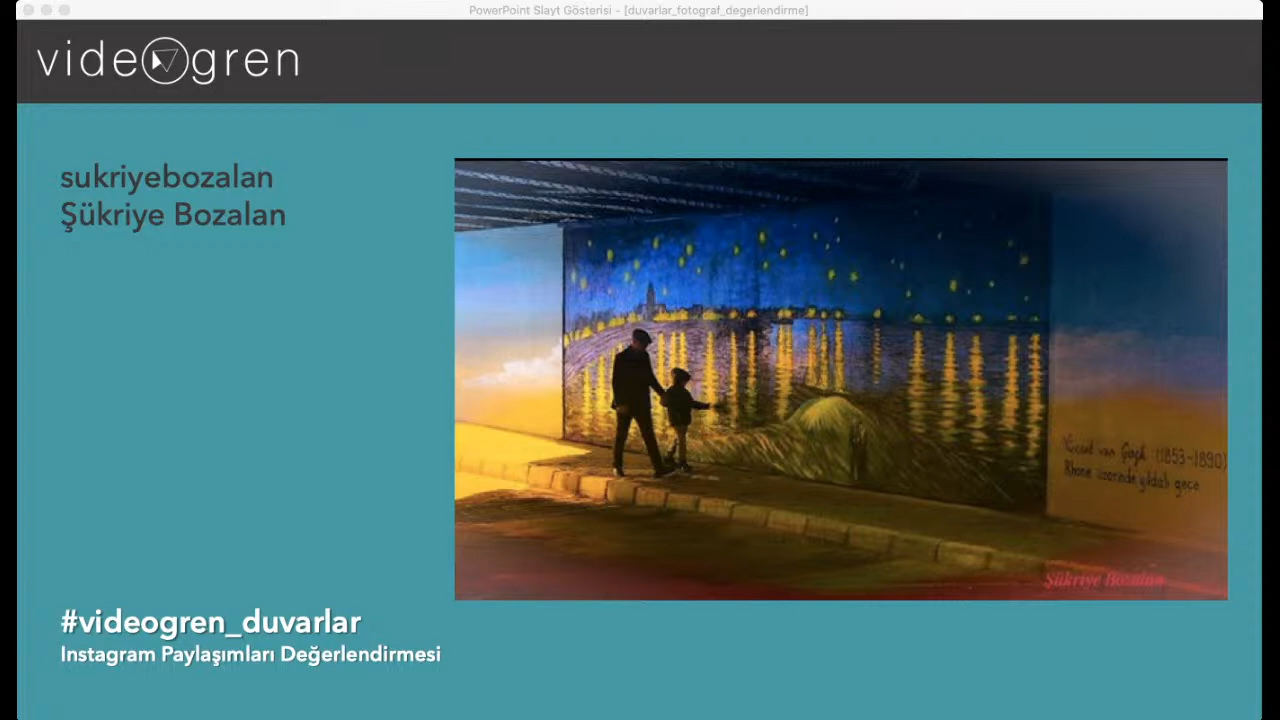 PowerPoint Slayt Gösterisi - [duvarlar_fotograf_degerlendirme]
videogren
sukriyebozalan
Şükriye Bozalan
van Gogh (1853-1890)
Rhone üzerinde yıldızlı gece
Şükriye Bozalan
#videogren_duvarlar
Instagram Paylaşımları Değerlendirmesi